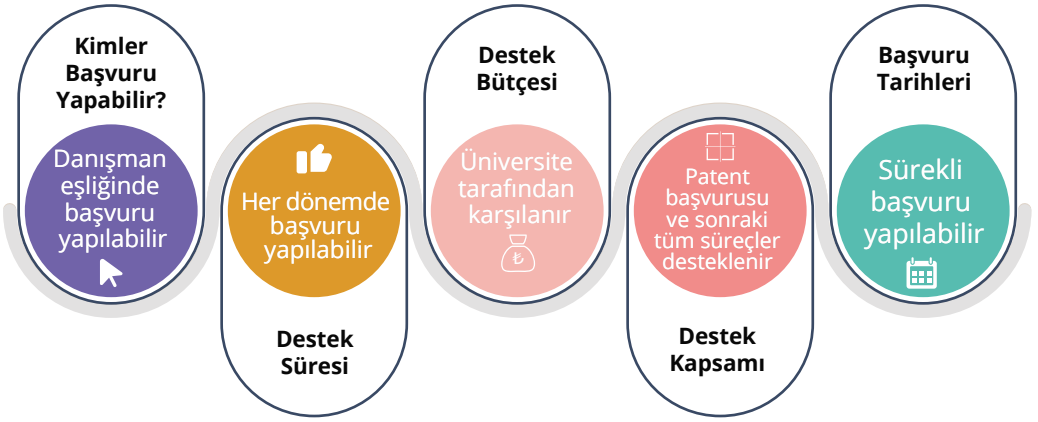 Kimler
Başvuru
Yapabilir?
Danışman
eşliğinde
başvuru
yapılabilir
Her dönemde
başvuru
yapılabilir
Destek
Süresi
Destek
Bütçesi
Üniversite
tarafından
karşılanır
₺
Patent
başvurusu
ve sonraki
tüm süreçler
desteklenir
Destek
Kapsamı
Başvuru
Tarihleri
Sürekli
başvuru
yapılabilir